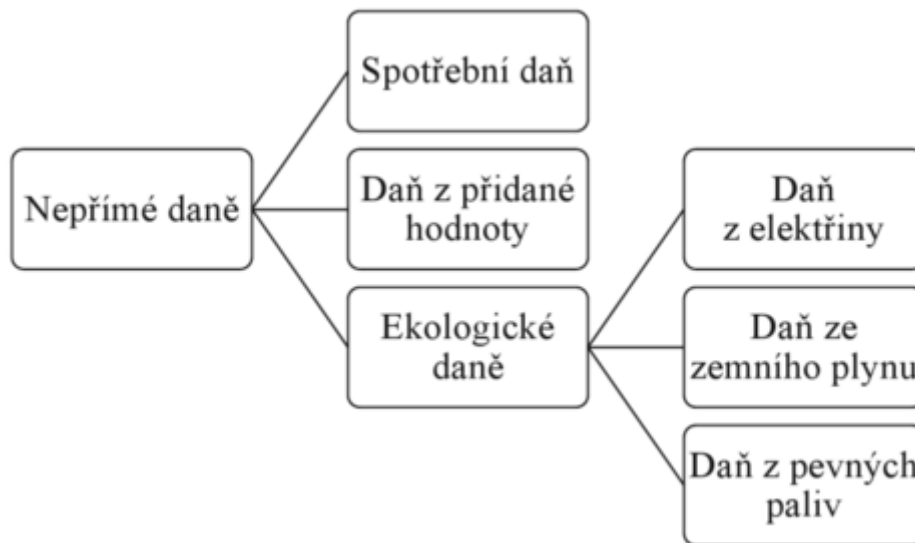 Spotřební daň
Nepřímé daně
Daň z přidané
hodnoty
Ekologické
daně
Daň
z elektřiny
Daň ze
zemního plynu
Daň z pevných
paliv